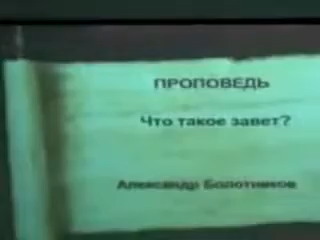 ПРОПОВЕДЬ
Что такое завет?
Александр Болотников